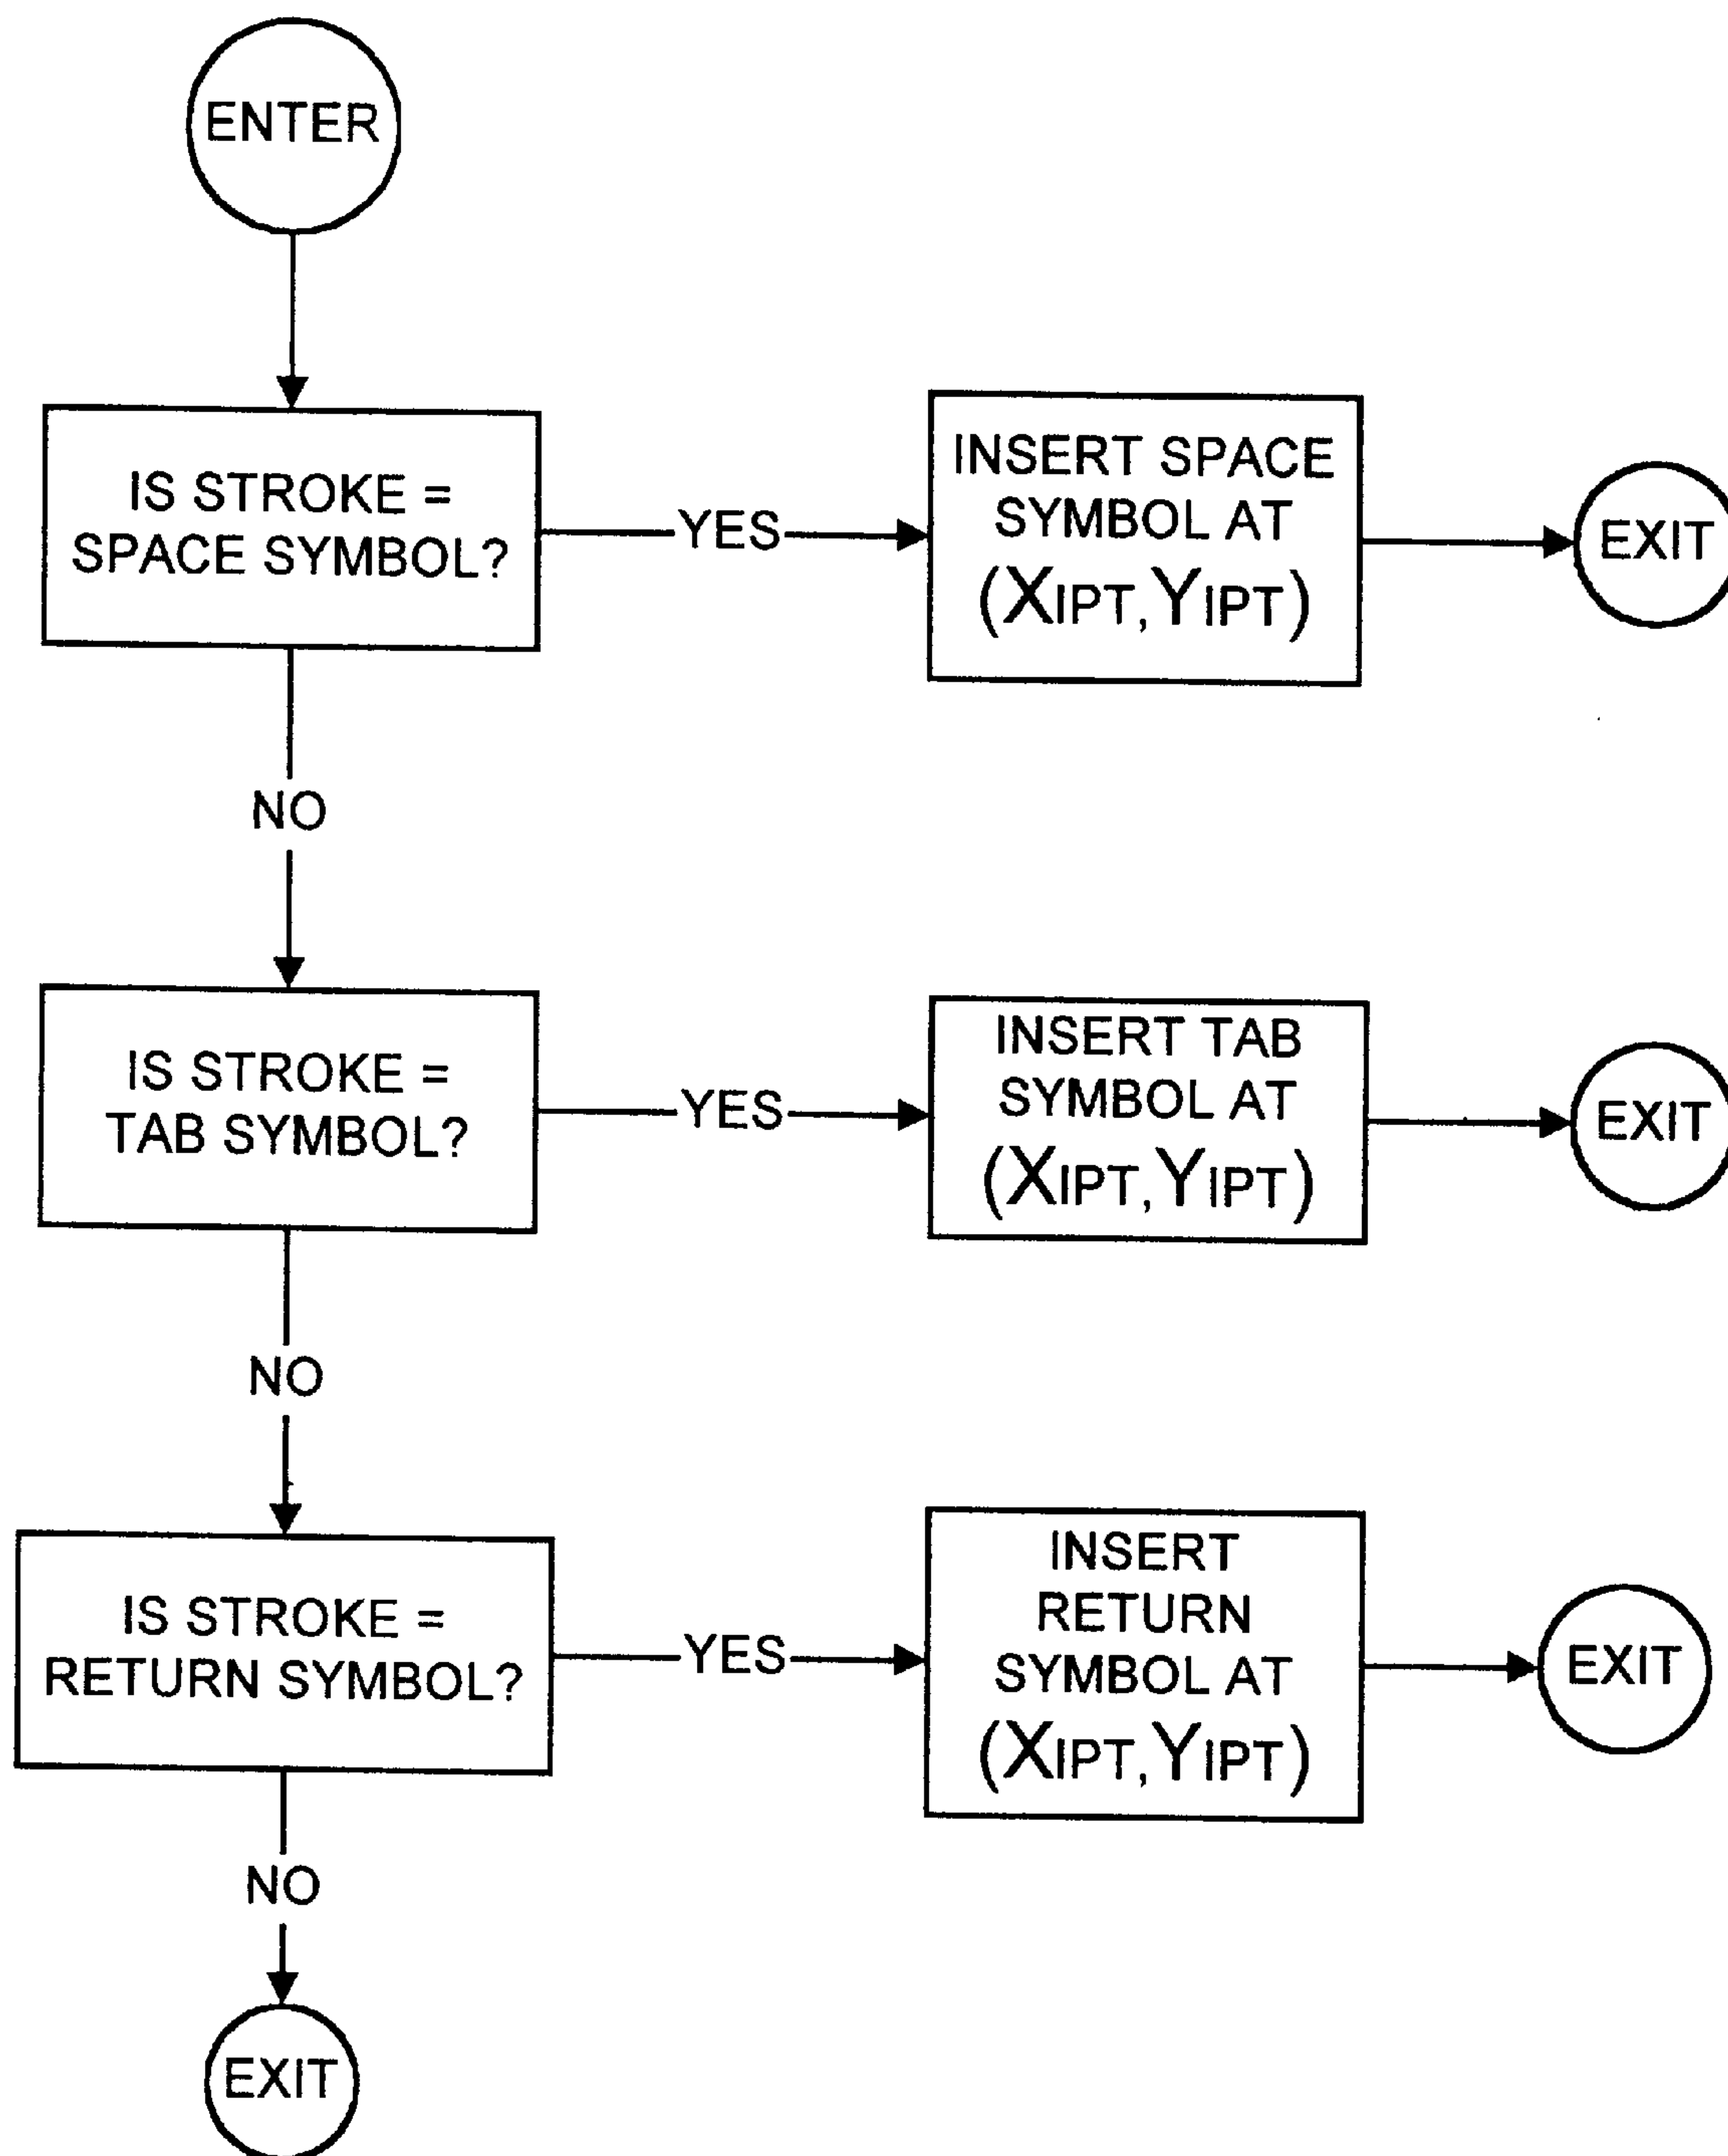 ENTER
IS STROKE =
SPACE SYMBOL?
YES
INSERT SPACE
SYMBOL AT
(XIPT,YIPT)
EXIT
NO
IS STROKE =
TAB SYMBOL?
YES
INSERT TAB
SYMBOL AT
(XIPT,YIPT)
EXIT
NO
IS STROKE =
RETURN SYMBOL?
YES
INSERT
RETURN
SYMBOL AT
(XIPT,YIPT)
EXIT
NO
EXIT